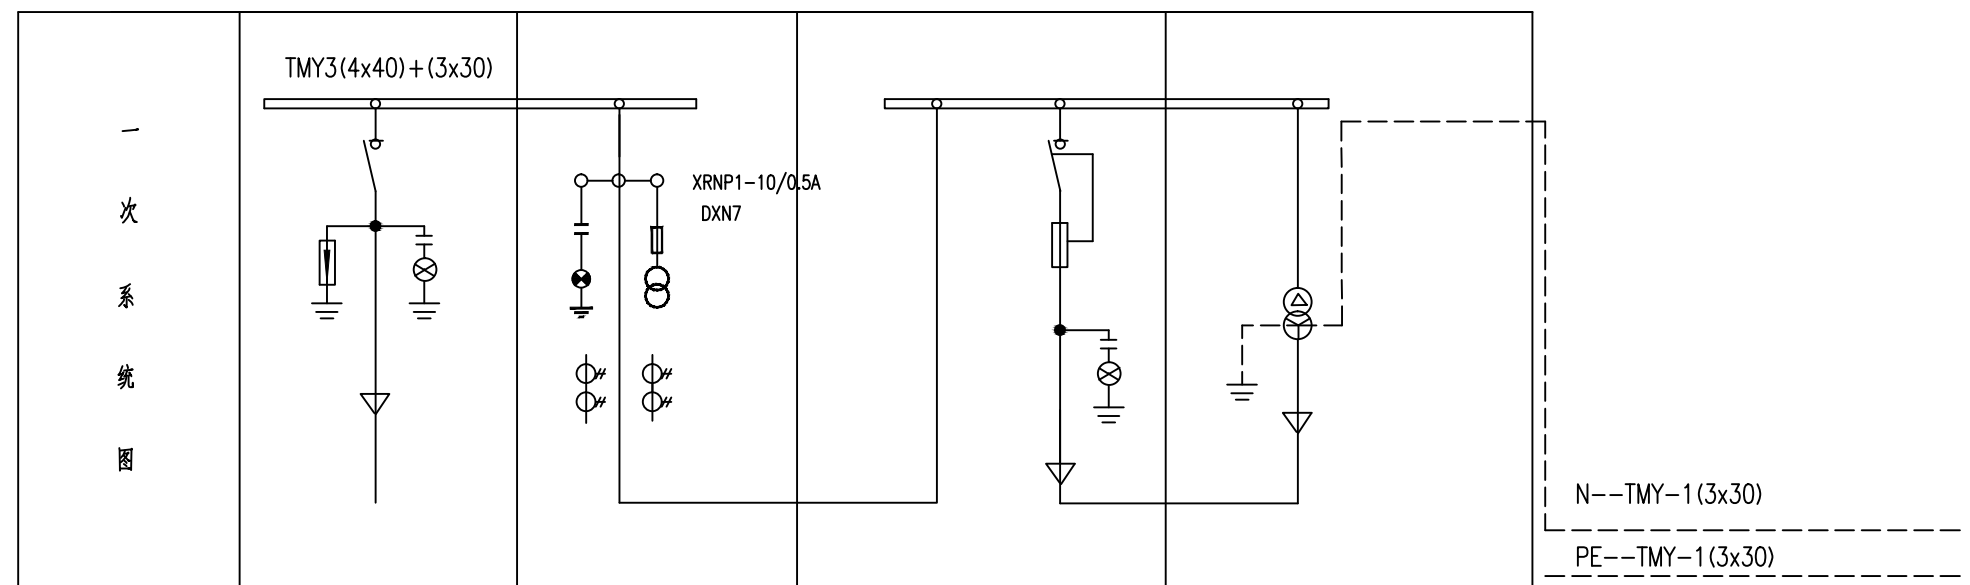 一次系统图
TMY3(4x40)+(3x30)
XRNP1-10/0.5A
DXN7
N--TMY-1(3x30)
PE--TMY-1(3x30)